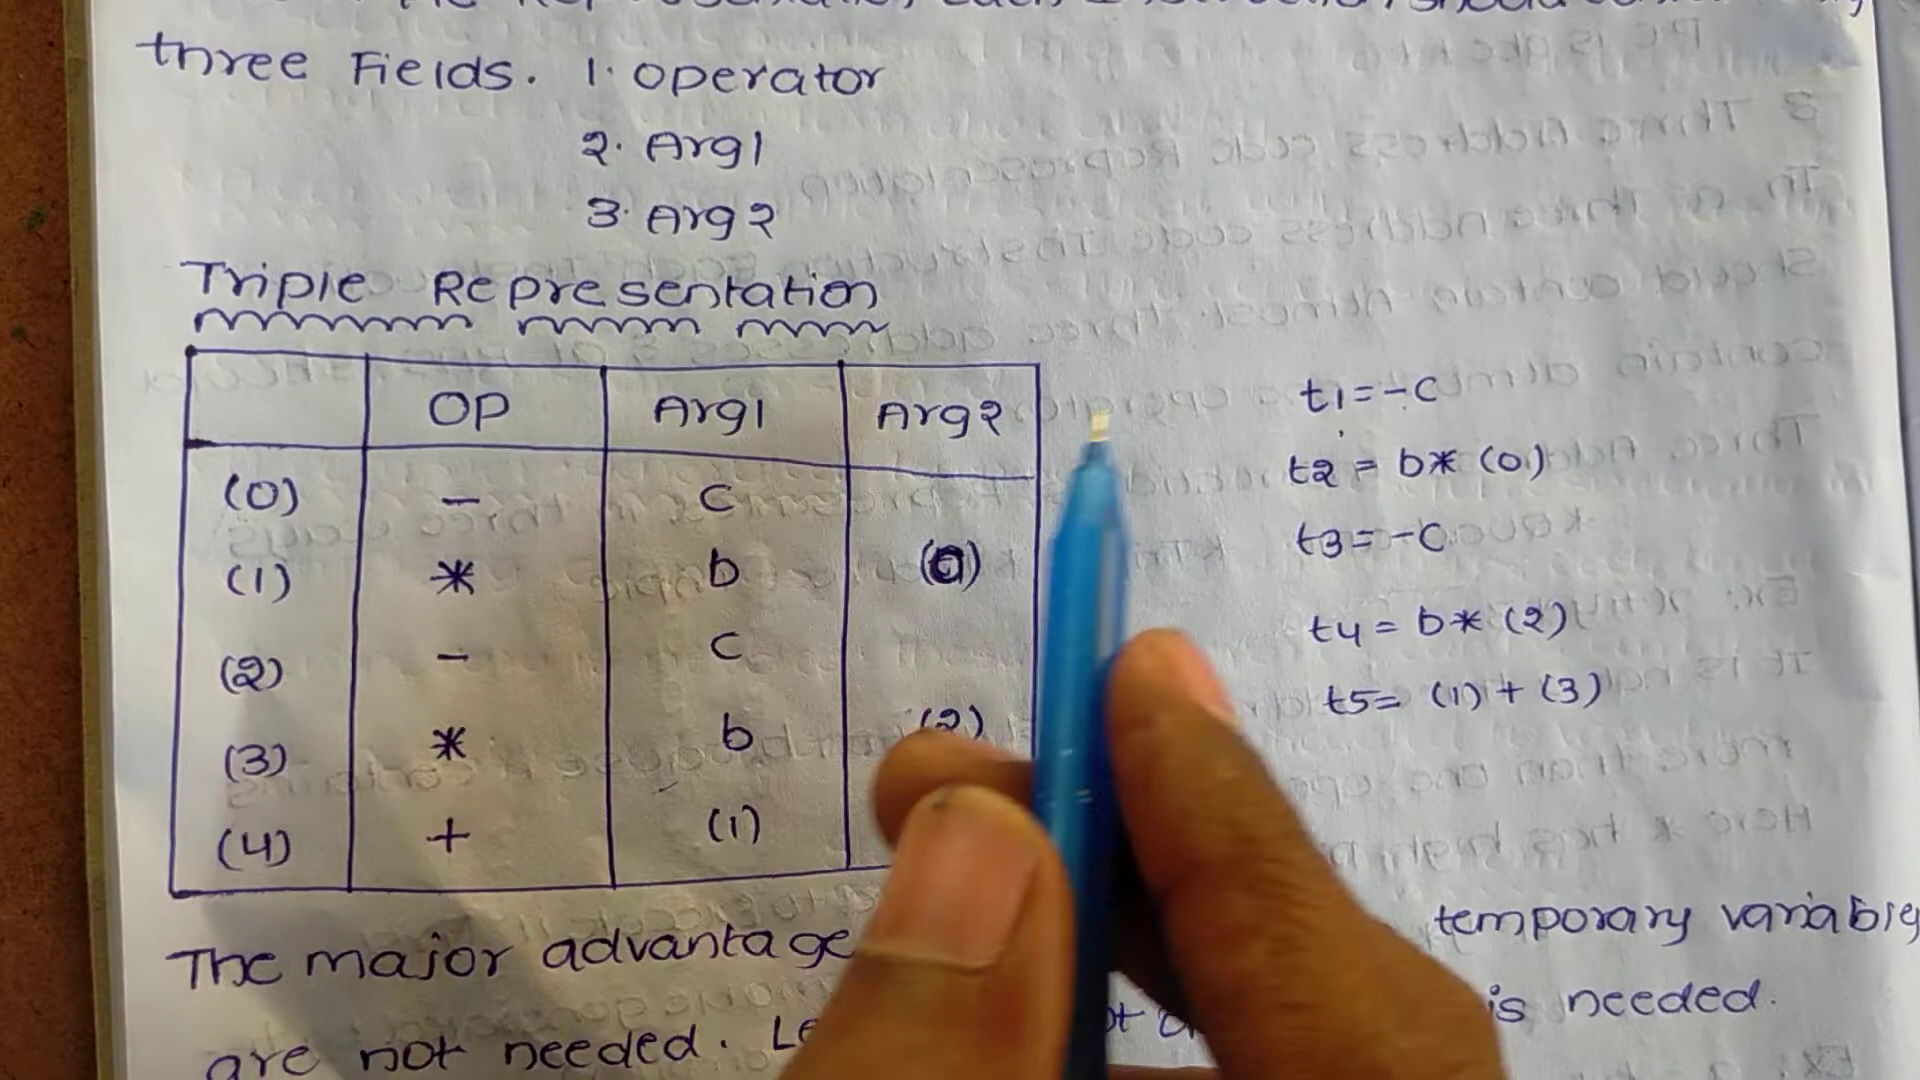 three Fields. 1. operator
2. Arg1
3. Arg2
Triple Representation
OP Arg1 Arg2
(0) - c
(1) * b (0)
(2) - c
(3) * b (2)
(4) + (1)
t1=-c
t2 = b* (0)
t3=-c
t4 = b* (2)
t5= (1) + (3)
The major advantage temporary variable
are not needed. is needed.